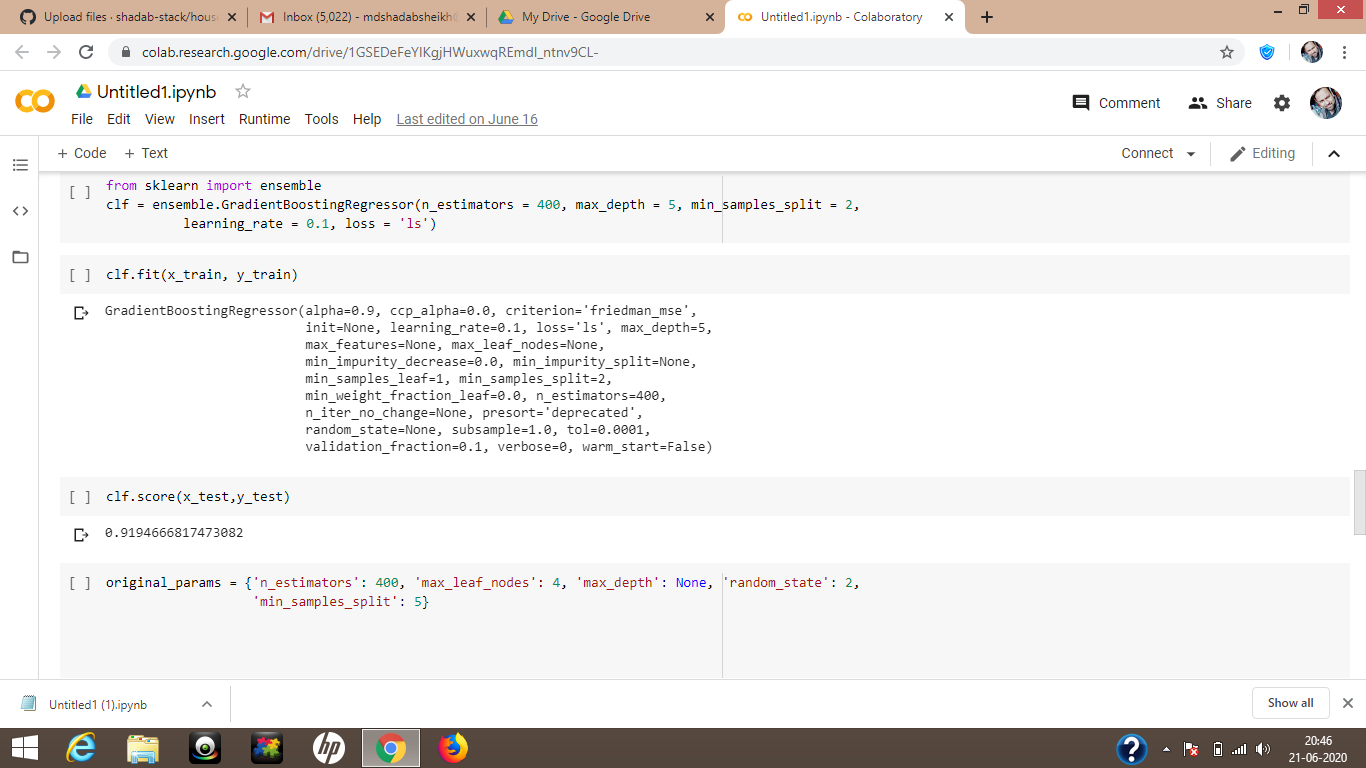 Upload files · shadab-stack/hous
Inbox (5,022) - mdshadabsheikh
My Drive - Google Drive
Untitled1.ipynb - Colaboratory
colab.research.google.com/drive/
Untitled1.ipynb
File Edit View Insert Runtime Tools Help Last edited on June 16
Comment Share
+ Code + Text
Connect Editing
[ ] from sklearn import ensemble
clf = ensemble.GradientBoostingRegressor(n_estimators = 400, max_depth = 5, min_samples_split = 2,
learning_rate = 0.1, loss = 'ls')
[ ] clf.fit(x_train, y_train)
GradientBoostingRegressor(alpha=0.9, ccp_alpha=0.0, criterion='friedman_mse',
init=None, learning_rate=0.1, loss='ls', max_depth=5,
max_features=None, max_leaf_nodes=None,
min_impurity_decrease=0.0, min_impurity_split=None,
min_samples_leaf=1, min_samples_split=2,
min_weight_fraction_leaf=0.0, n_estimators=400,
n_iter_no_change=None, presort='deprecated',
random_state=None, subsample=1.0, tol=0.0001,
validation_fraction=0.1, verbose=0, warm_start=False)
[ ] clf.score(x_test,y_test)
0.9194666817473082
[ ] original_params = {'n_estimators': 400, 'max_leaf_nodes': 4, 'max_depth': None, 'random_state': 2,
'min_samples_split': 5}
Untitled1 (1).ipynb
Show all
20:46
21-06-2020